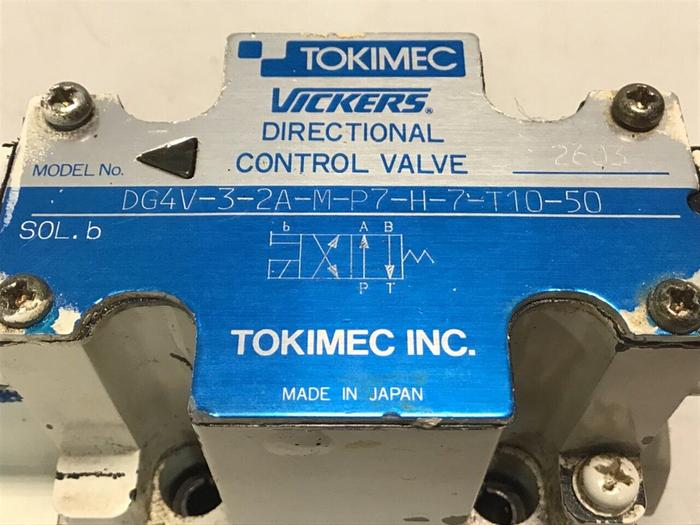 TOKIMEC
VICKERS®
DIRECTIONAL
CONTROL VALVE
MODEL No.
DG4V-3-2A-M-P7-H-7-T10-50
SOL.b
b A B
P T
TOKIMEC INC.
MADE IN JAPAN